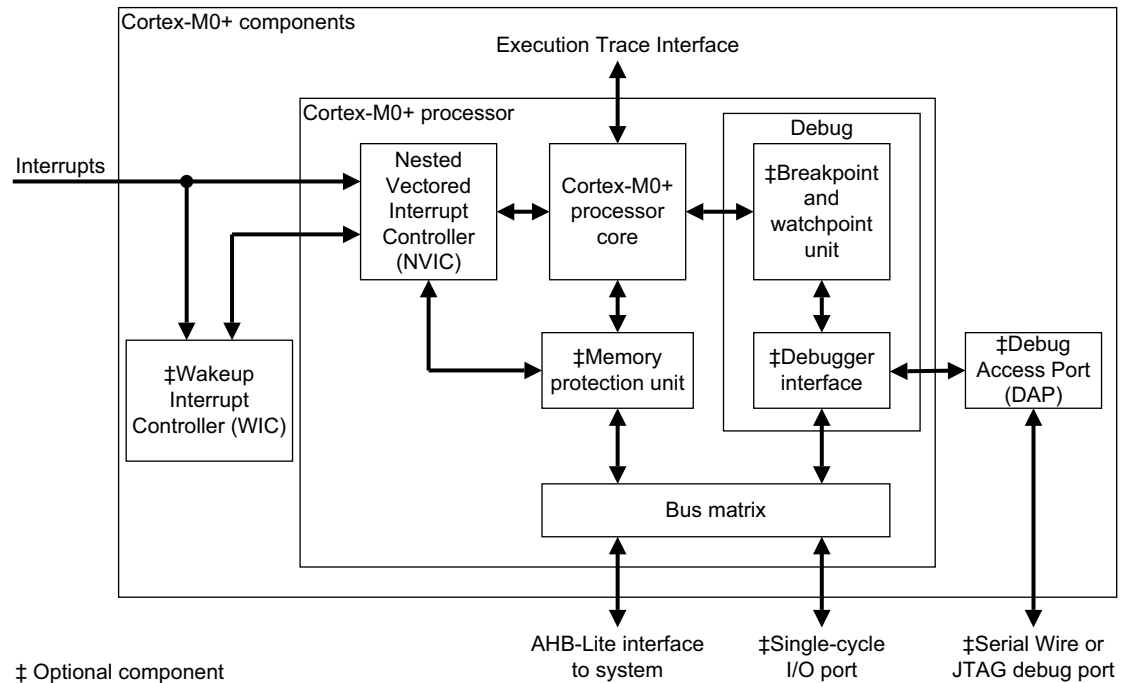 Cortex-M0+ components
Execution Trace Interface
Cortex-M0+ processor
Debug
Interrupts
Nested
Vectored
Interrupt
Controller
(NVIC)
Cortex-M0+
processor
core
‡Breakpoint
and
watchpoint
unit
‡Wakeup
Interrupt
Controller (WIC)
‡Memory
protection unit
‡Debugger
interface
‡Debug
Access Port
(DAP)
Bus matrix
AHB-Lite interface
to system
‡Single-cycle
I/O port
‡Serial Wire or
JTAG debug port
‡ Optional component